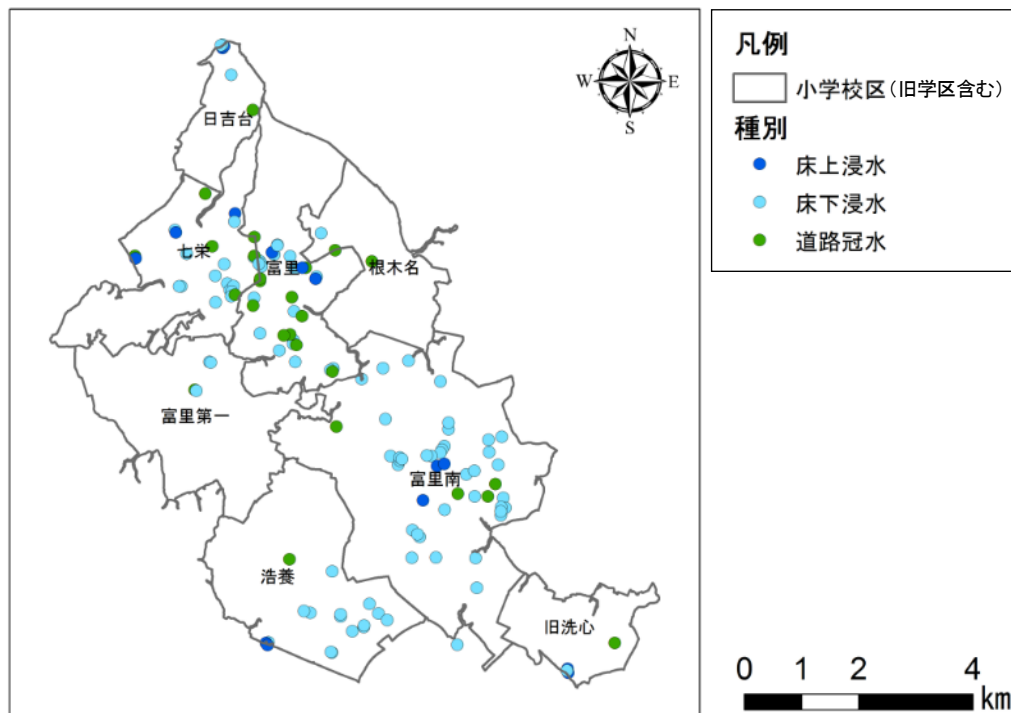 N
W E
S
日吉台
七栄
富里
根木名
富里第一
富里南
浩養
旧洗心
凡例
小学校区(旧学区含む)
種別
床上浸水
床下浸水
道路冠水
0 1 2 4
km